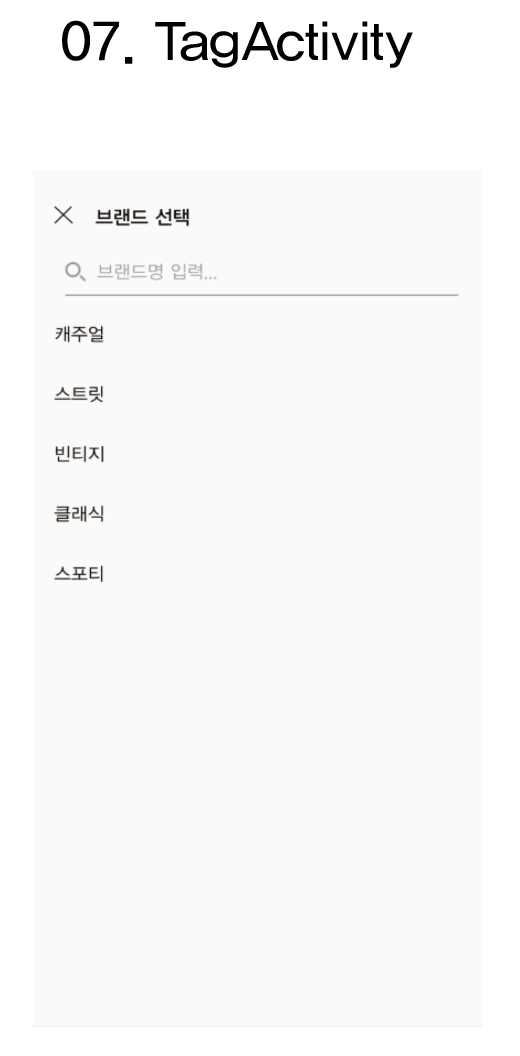 07. TagActivity
브랜드 선택
브랜드명 입력...
캐주얼
스트릿
빈티지
클래식
스포티